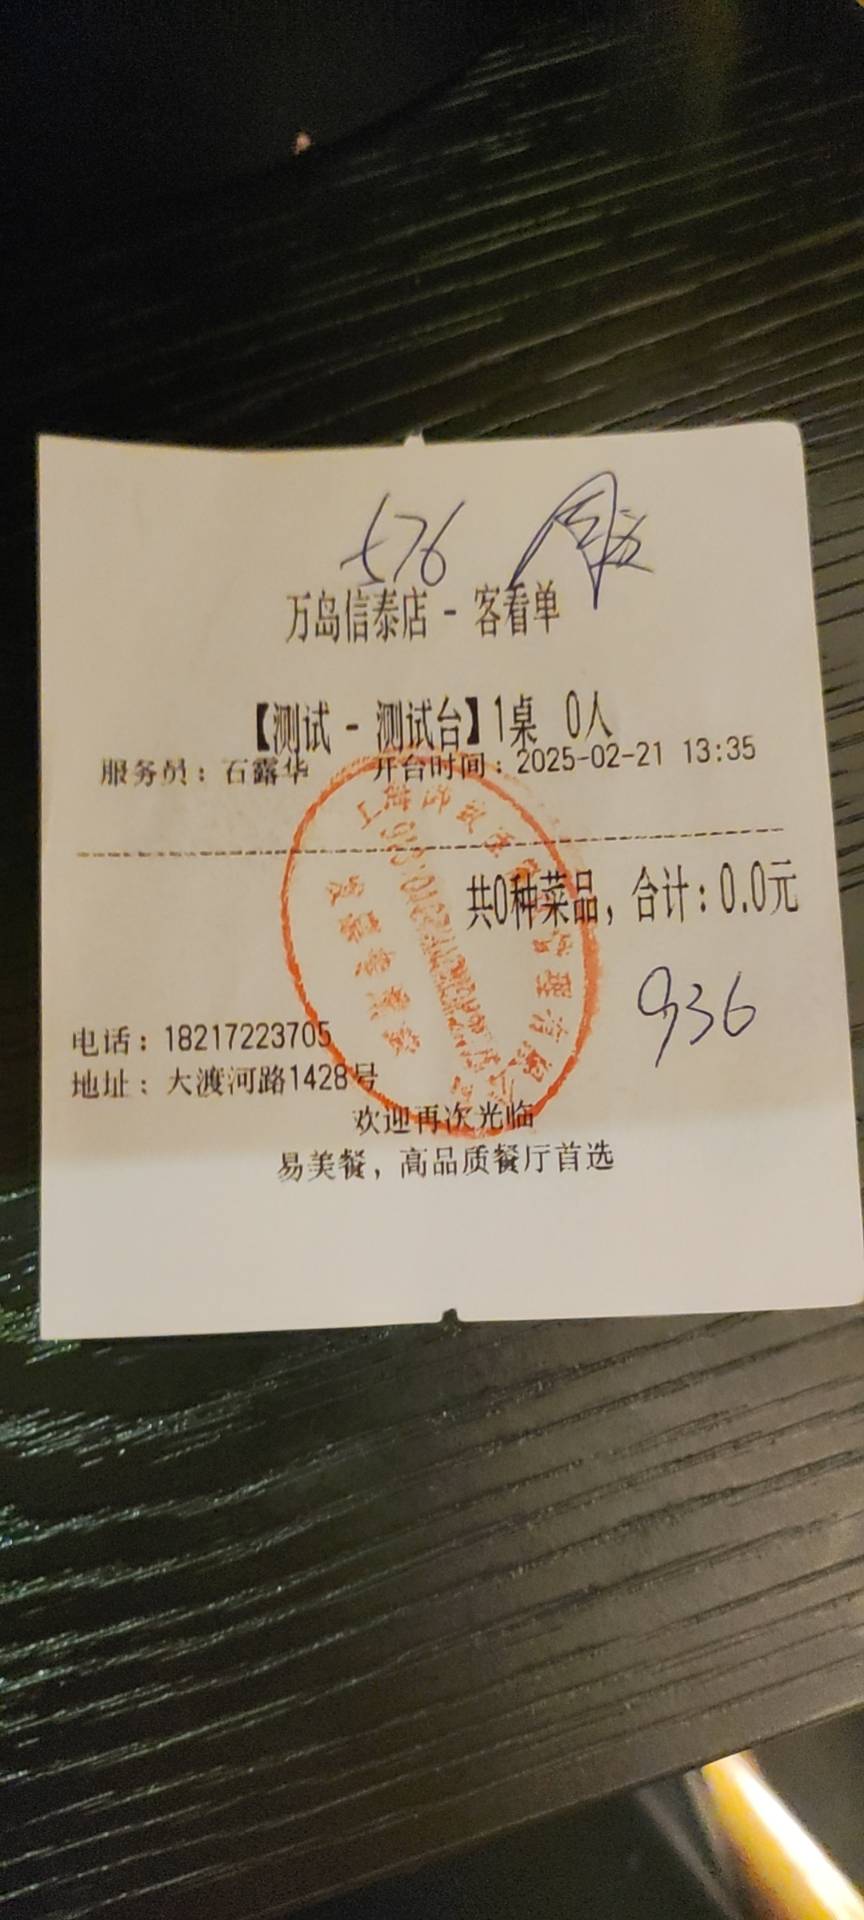 576 周五
万岛信泰店 - 客看单
【测试 - 测试台】1桌 0人
服务员：石露华 开台时间：2025-02-21 13:35
共0种菜品，合计：0.0元
936
电话：18217223705
地址：大渡河路1428号
欢迎再次光临
易美餐，高品质餐厅首选